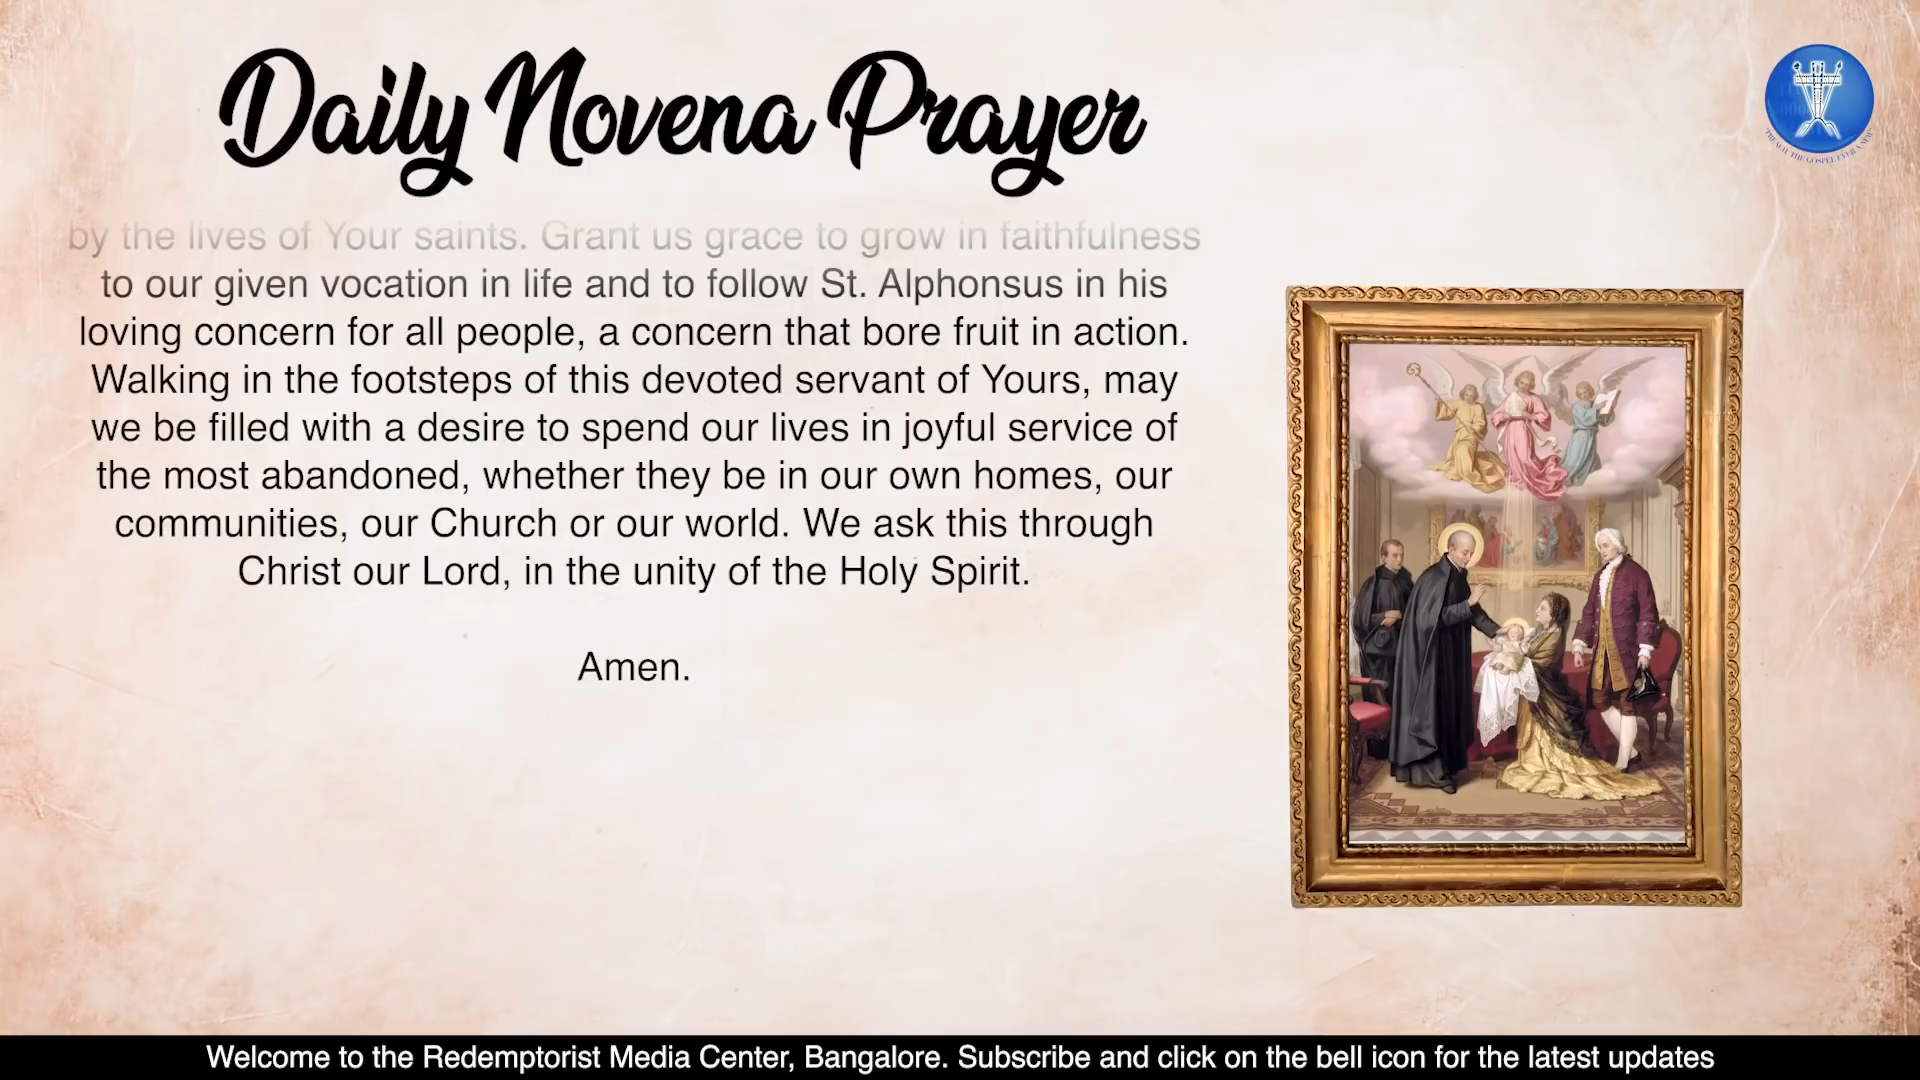 Daily Novena Prayer
by the lives of Your saints. Grant us grace to grow in faithfulness
to our given vocation in life and to follow St. Alphonsus in his
loving concern for all people, a concern that bore fruit in action.
Walking in the footsteps of this devoted servant of Yours, may
we be filled with a desire to spend our lives in joyful service of
the most abandoned, whether they be in our own homes, our
communities, our Church or our world. We ask this through
Christ our Lord, in the unity of the Holy Spirit.
Amen.
THE GOSPEL EVER
Welcome to the Redemptorist Media Center, Bangalore. Subscribe and click on the bell icon for the latest updates